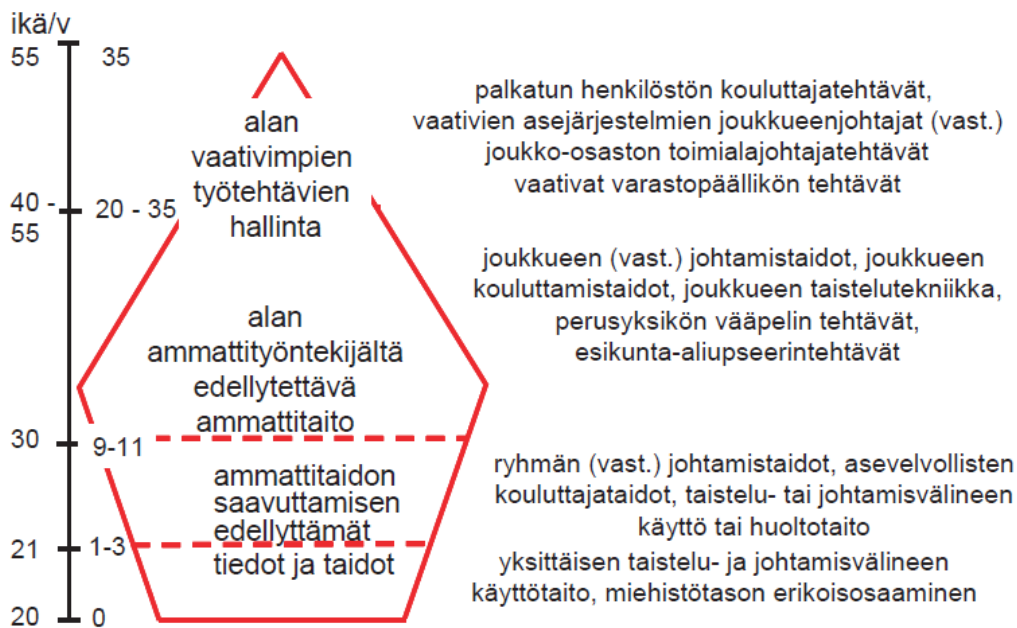 ikä/v
55
35
alan
vaativimpien
työtehtävien
hallinta
palkatun henkilöstön kouluttajatehtävät,
vaativien asejärjestelmien joukkueenjohtajat (vast.)
joukko-osaston toimialajohtajatehtävät
vaativat varastopäällikön tehtävät
40 -
55
20 - 35
alan
ammattityöntekijältä
edellytettävä
ammattitaito
joukkueen (vast.) johtamistaidot, joukkueen
kouluttamistaidot, joukkueen taistelutekniikka,
perusyksikön vääpelin tehtävät,
esikunta-aliupseerintehtävät
30
9-11
ammattitaidon
saavuttamisen
edellyttämät
tiedot ja taidot
ryhmän (vast.) johtamistaidot, asevelvollisten
kouluttajataidot, taistelu- tai johtamisvälineen
käyttö tai huoltotaito
21
1-3
yksittäisen taistelu- ja johtamisvälineen
käyttötaito, miehistötason erikoisosaaminen
20
0